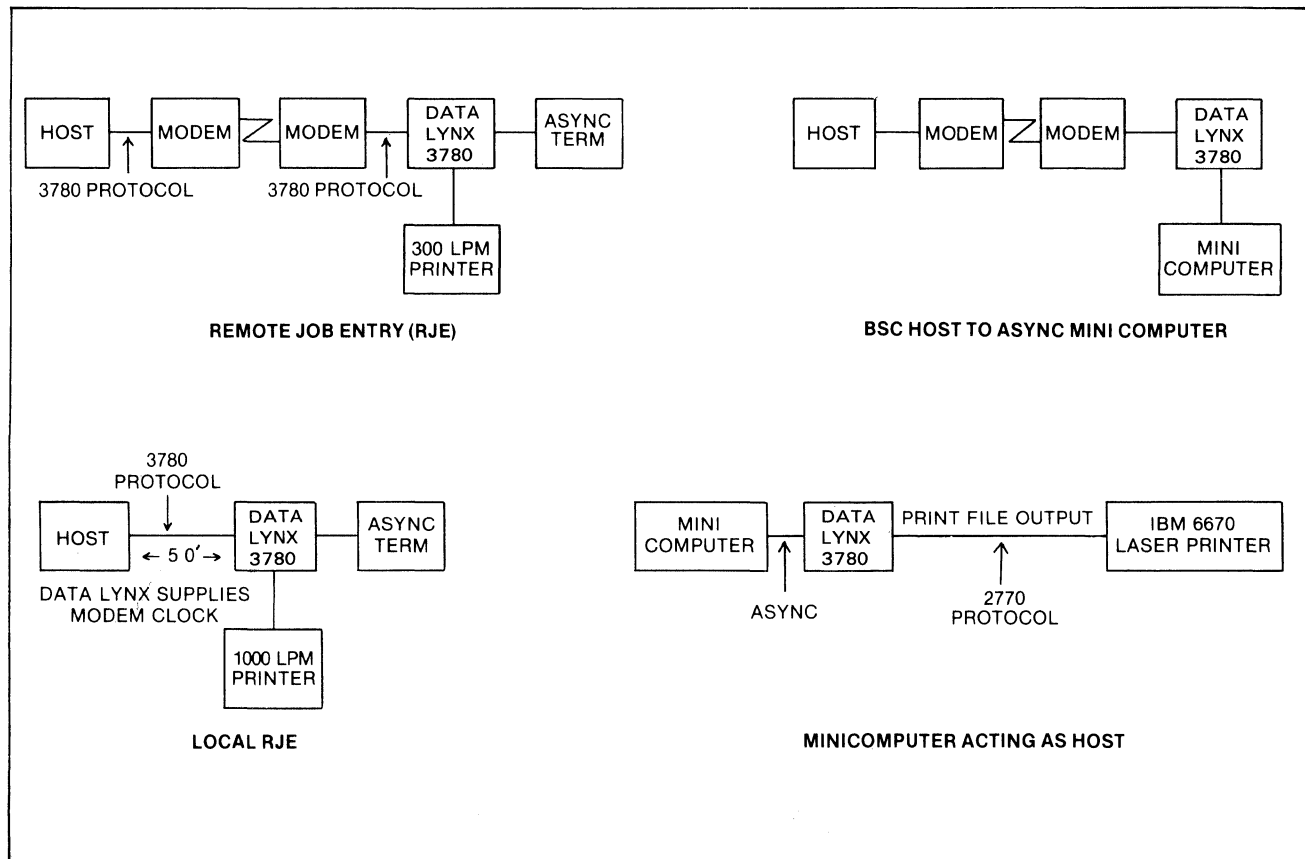 HOST
MODEM
MODEM
DATA
LYNX
3780
ASYNC
TERM
3780 PROTOCOL
3780 PROTOCOL
300 LPM
PRINTER
REMOTE JOB ENTRY (RJE)
HOST
MODEM
MODEM
DATA
LYNX
3780
MINI
COMPUTER
BSC HOST TO ASYNC MINI COMPUTER
3780
PROTOCOL
HOST
← 5 0′ →
DATA
LYNX
3780
ASYNC
TERM
DATA LYNX SUPPLIES
MODEM CLOCK
1000 LPM
PRINTER
LOCAL RJE
MINI
COMPUTER
DATA
LYNX
3780
PRINT FILE OUTPUT
IBM 6670
LASER PRINTER
ASYNC
2770
PROTOCOL
MINICOMPUTER ACTING AS HOST